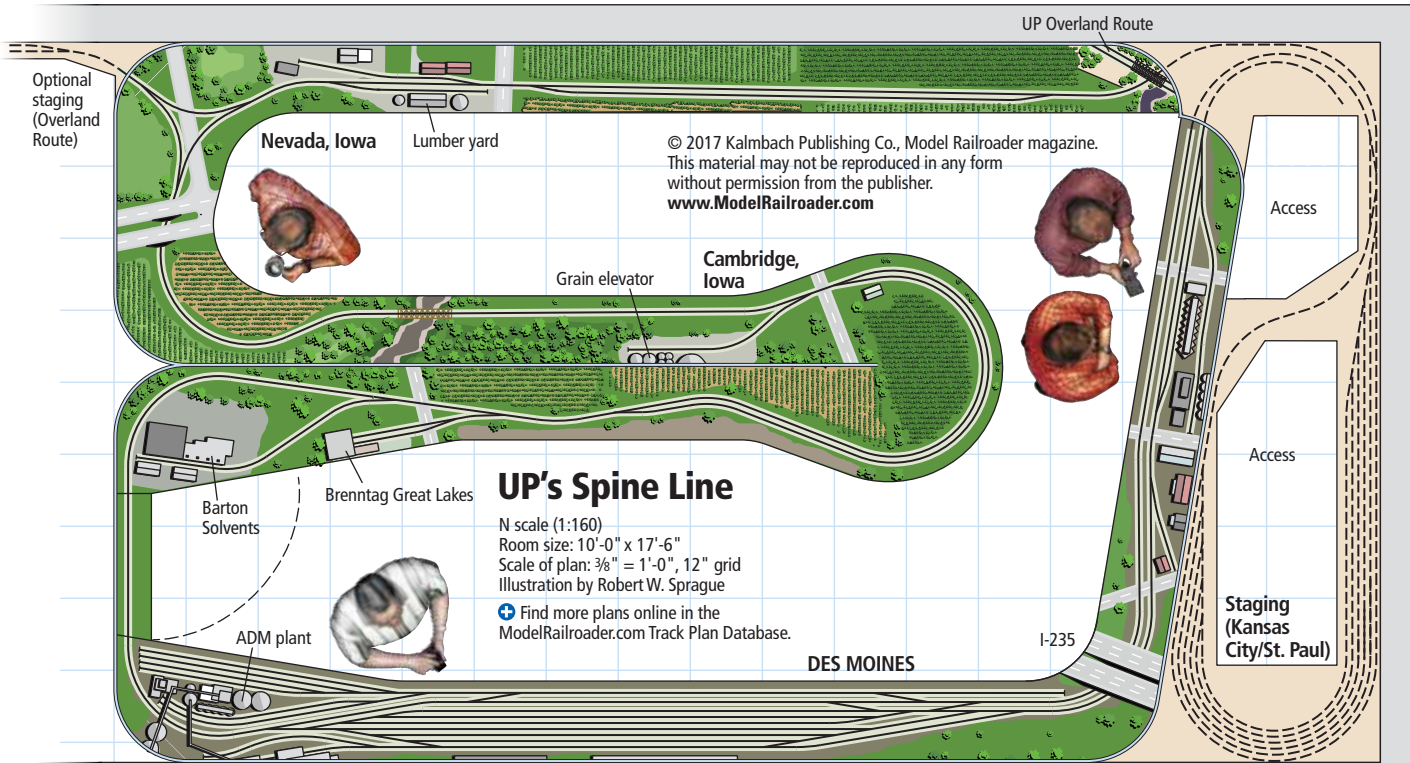 UP Overland Route
Optional
staging
(Overland
Route)
Nevada, Iowa
Lumber yard
© 2017 Kalmbach Publishing Co., Model Railroader magazine.
This material may not be reproduced in any form
without permission from the publisher.
www.ModelRailroader.com
Access
Cambridge,
Iowa
Grain elevator
Access
Barton
Solvents
Brenntag Great Lakes
UP's Spine Line
N scale (1:160)
Room size: 10'-0" x 17'-6"
Scale of plan: ⅜" = 1'-0", 12" grid
Illustration by Robert W. Sprague
Find more plans online in the
ModelRailroader.com Track Plan Database.
ADM plant
I-235
DES MOINES
Staging
(Kansas
City/St. Paul)